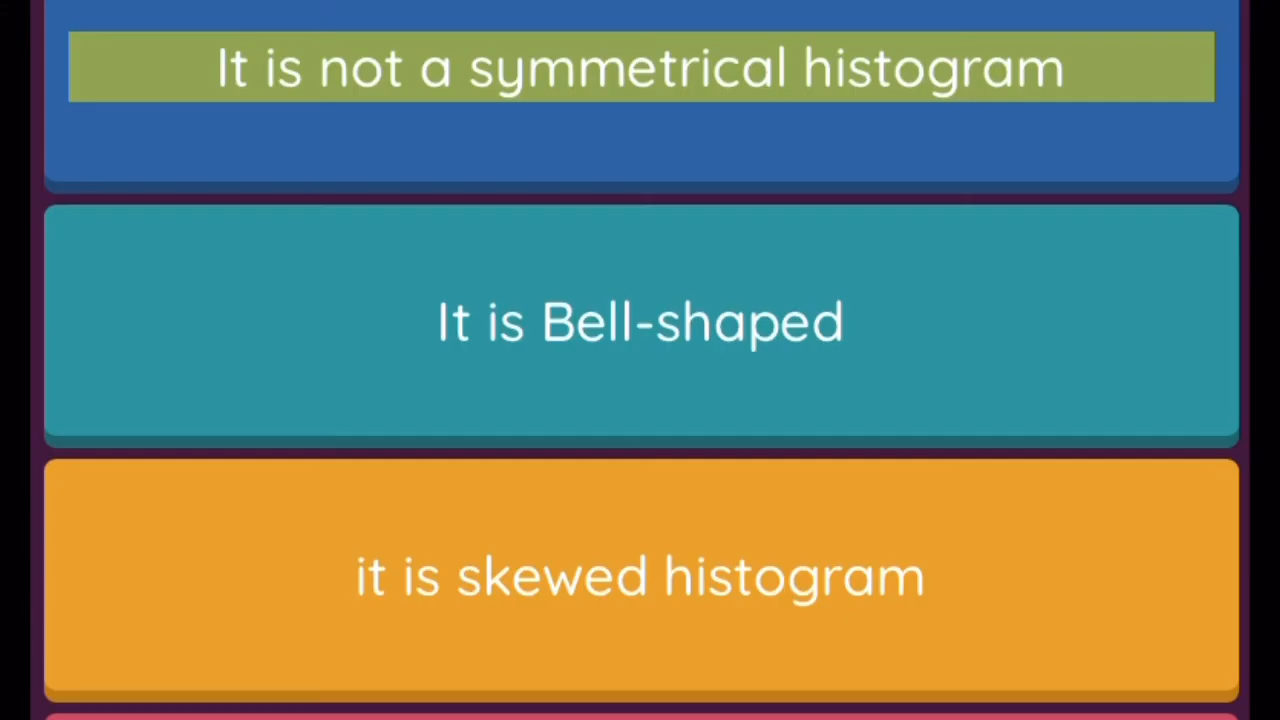 It is not a symmetrical histogram
It is Bell-shaped
it is skewed histogram